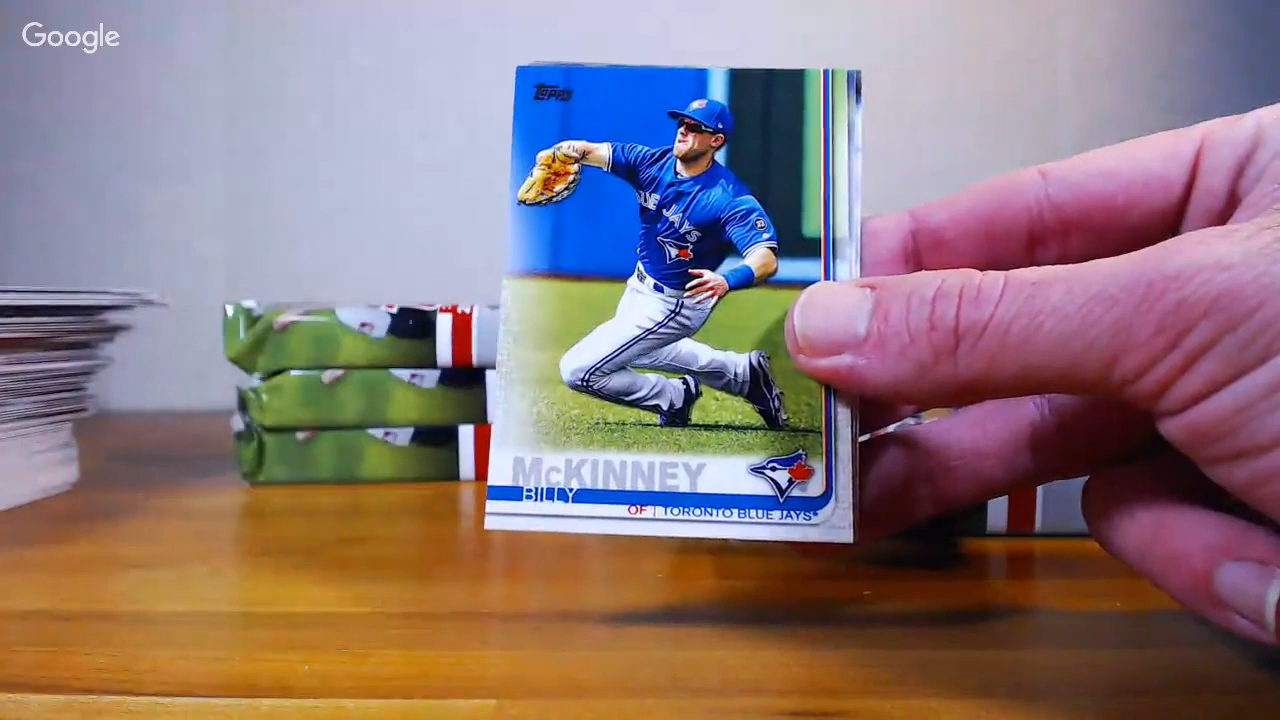 Google
Topps
BLUE JAYS
McKINNEY
BILLY
OF | TORONTO BLUE JAYS